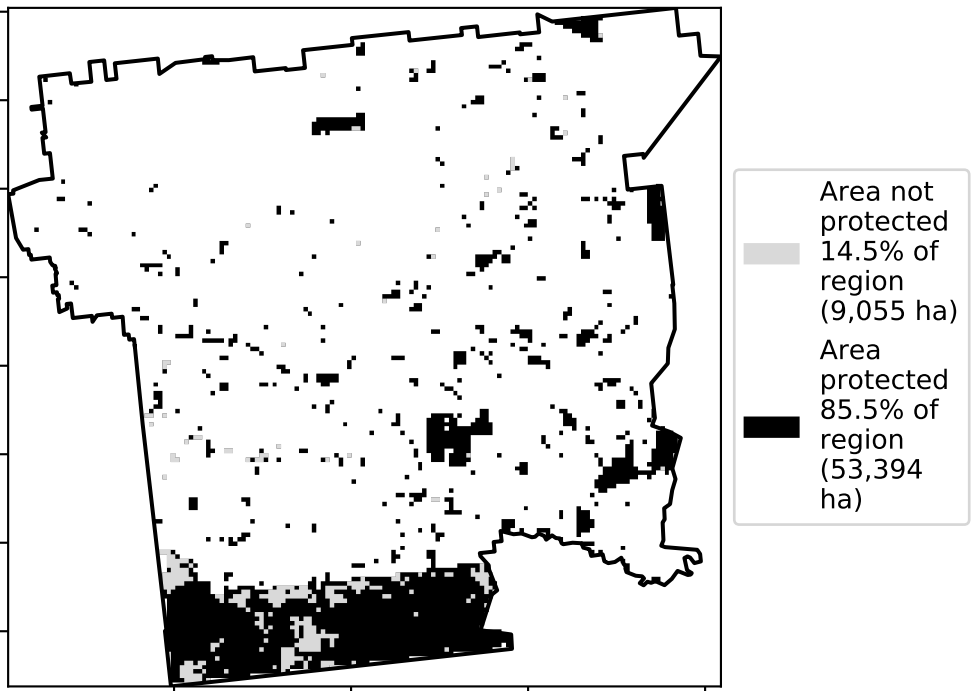 Area not
protected
14.5% of
region
(9,055 ha)
Area
protected
85.5% of
region
(53,394
ha)